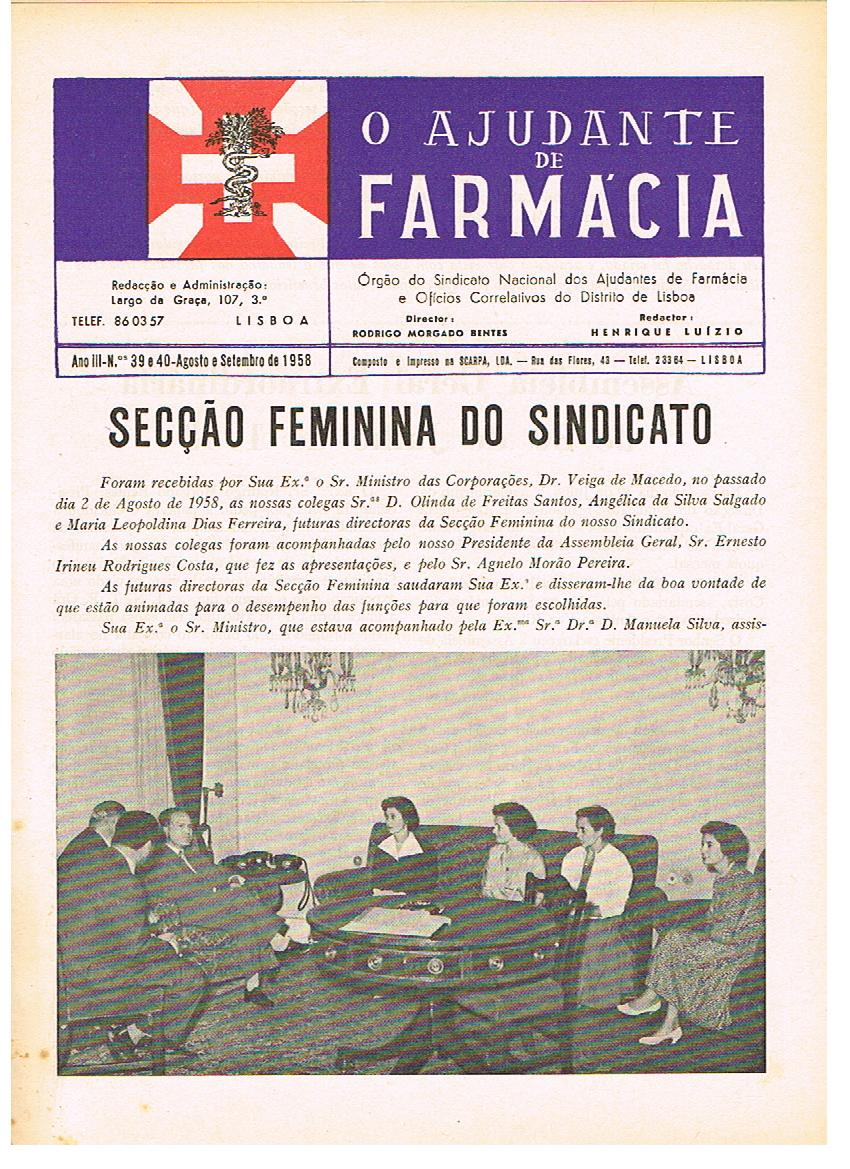 O AJUDANTE
DE
FARMÁCIA
Redacção e Administração:
Largo da Graça, 107, 3.º
TELEF. 860357 LISBOA
Órgão do Sindicato Nacional dos Ajudantes de Farmácia
e Ofícios Correlativos do Distrito de Lisboa
Director:
RODRIGO MORGADO BENTES
Redactor:
HENRIQUE LUÍZIO
Ano III-N.ºs 39 e 40-Agosto e Setembro de 1958
Composto e Impresso na SCARPA, LDA. — Rua das Flores, 43 — Telef. 23364 — LISBOA
SECÇÃO FEMININA DO SINDICATO
Foram recebidas por Sua Ex.ª o Sr. Ministro das Corporações, Dr. Veiga de Macedo, no passado
dia 2 de Agosto de 1958, as nossas colegas Sr.ªs D. Olinda de Freitas Santos, Angélica da Silva Salgado
e Maria Leopoldina Dias Ferreira, futuras directoras da Secção Feminina do nosso Sindicato.
As nossas colegas foram acompanhadas pelo nosso Presidente da Assembleia Geral, Sr. Ernesto
Irineu Rodrigues Costa, que fez as apresentações, e pelo Sr. Agnelo Morão Pereira.
As futuras directoras da Secção Feminina saudaram Sua Ex.ª e disseram-lhe da boa vontade de
que estão animadas para o desempenho das funções para que foram escolhidas.
Sua Ex.ª o Sr. Ministro, que estava acompanhado pela Ex.ma Sr.ª Dr.ª D. Manuela Silva, assis-